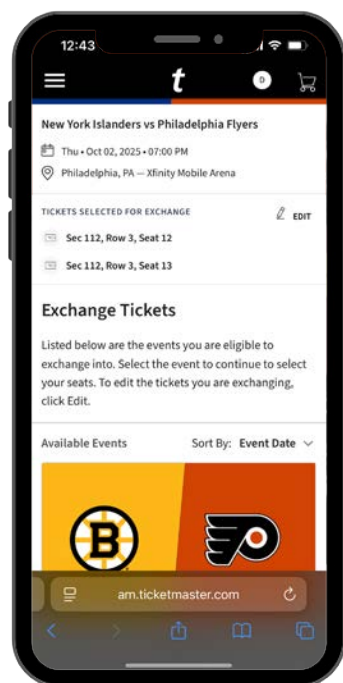 12:43
t
0
New York Islanders vs Philadelphia Flyers
Thu • Oct 02, 2025 • 07:00 PM
Philadelphia, PA — Xfinity Mobile Arena
TICKETS SELECTED FOR EXCHANGE
EDIT
Sec 112, Row 3, Seat 12
Sec 112, Row 3, Seat 13
Exchange Tickets
Listed below are the events you are eligible to
exchange into. Select the event to continue to select
your seats. To edit the tickets you are exchanging,
click Edit.
Available Events Sort By: Event Date
B
am.ticketmaster.com